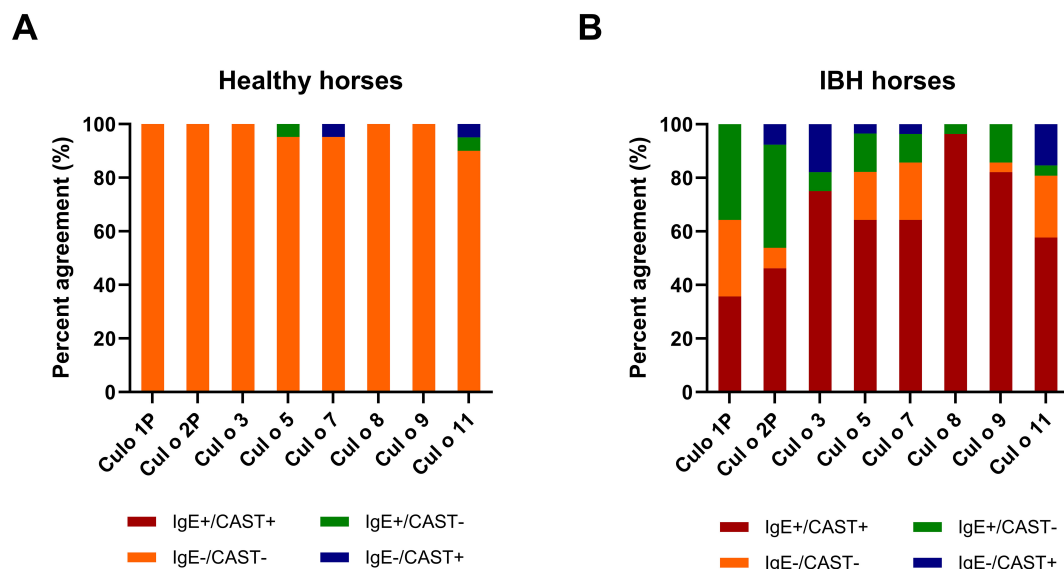 A
Healthy horses
Percent agreement (%)
100
80
60
40
20
0
Culo 1P
Cul o 2P
Cul o 3
Cul o 5
Cul o 7
Cul o 8
Cul o 9
Cul o 11
IgE+/CAST+
IgE+/CAST-
IgE-/CAST-
IgE-/CAST+
B
IBH horses
Percent agreement (%)
100
80
60
40
20
0
Culo 1P
Cul o 2P
Cul o 3
Cul o 5
Cul o 7
Cul o 8
Cul o 9
Cul o 11
IgE+/CAST+
IgE+/CAST-
IgE-/CAST-
IgE-/CAST+